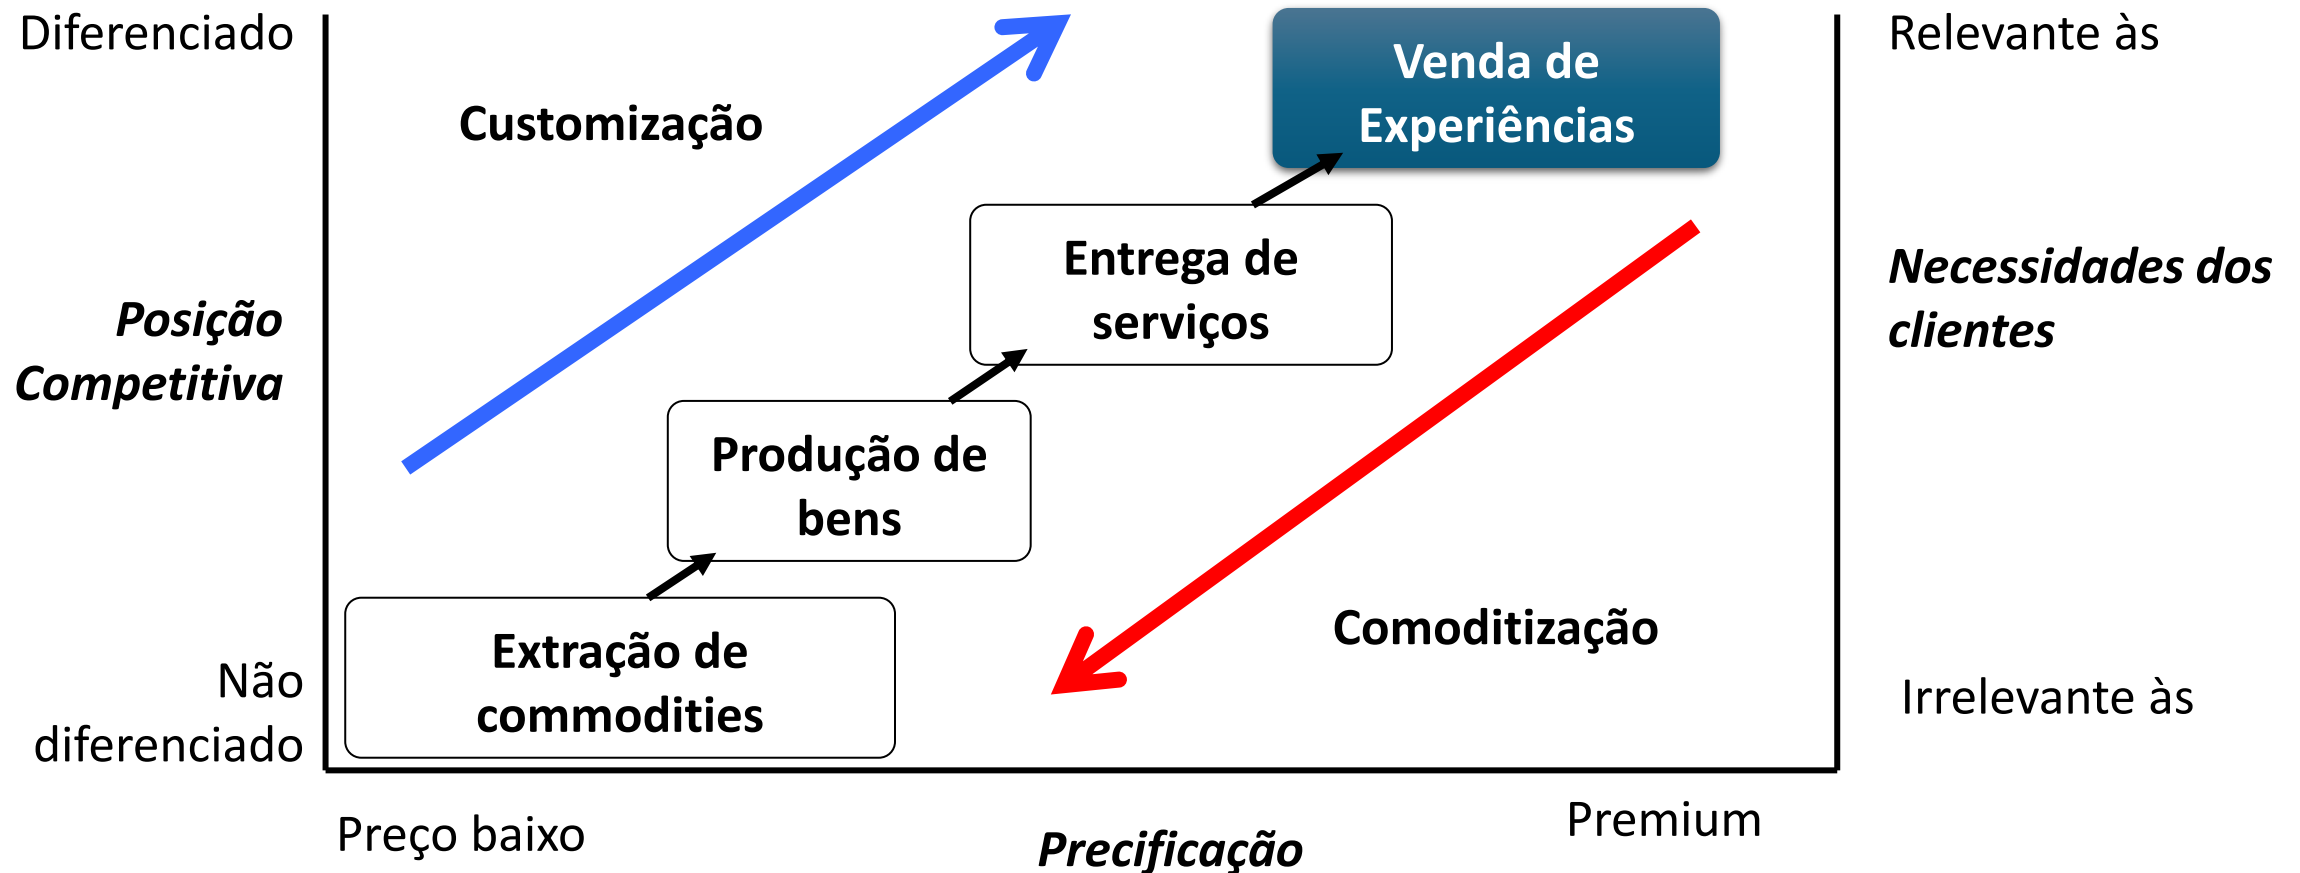 Diferenciado
Customização
Venda de
Experiências
Relevante às
Entrega de
serviços
Necessidades dos
clientes
Posição
Competitiva
Produção de
bens
Extração de
commodities
Comoditização
Não
diferenciado
Irrelevante às
Preço baixo
Precificação
Premium